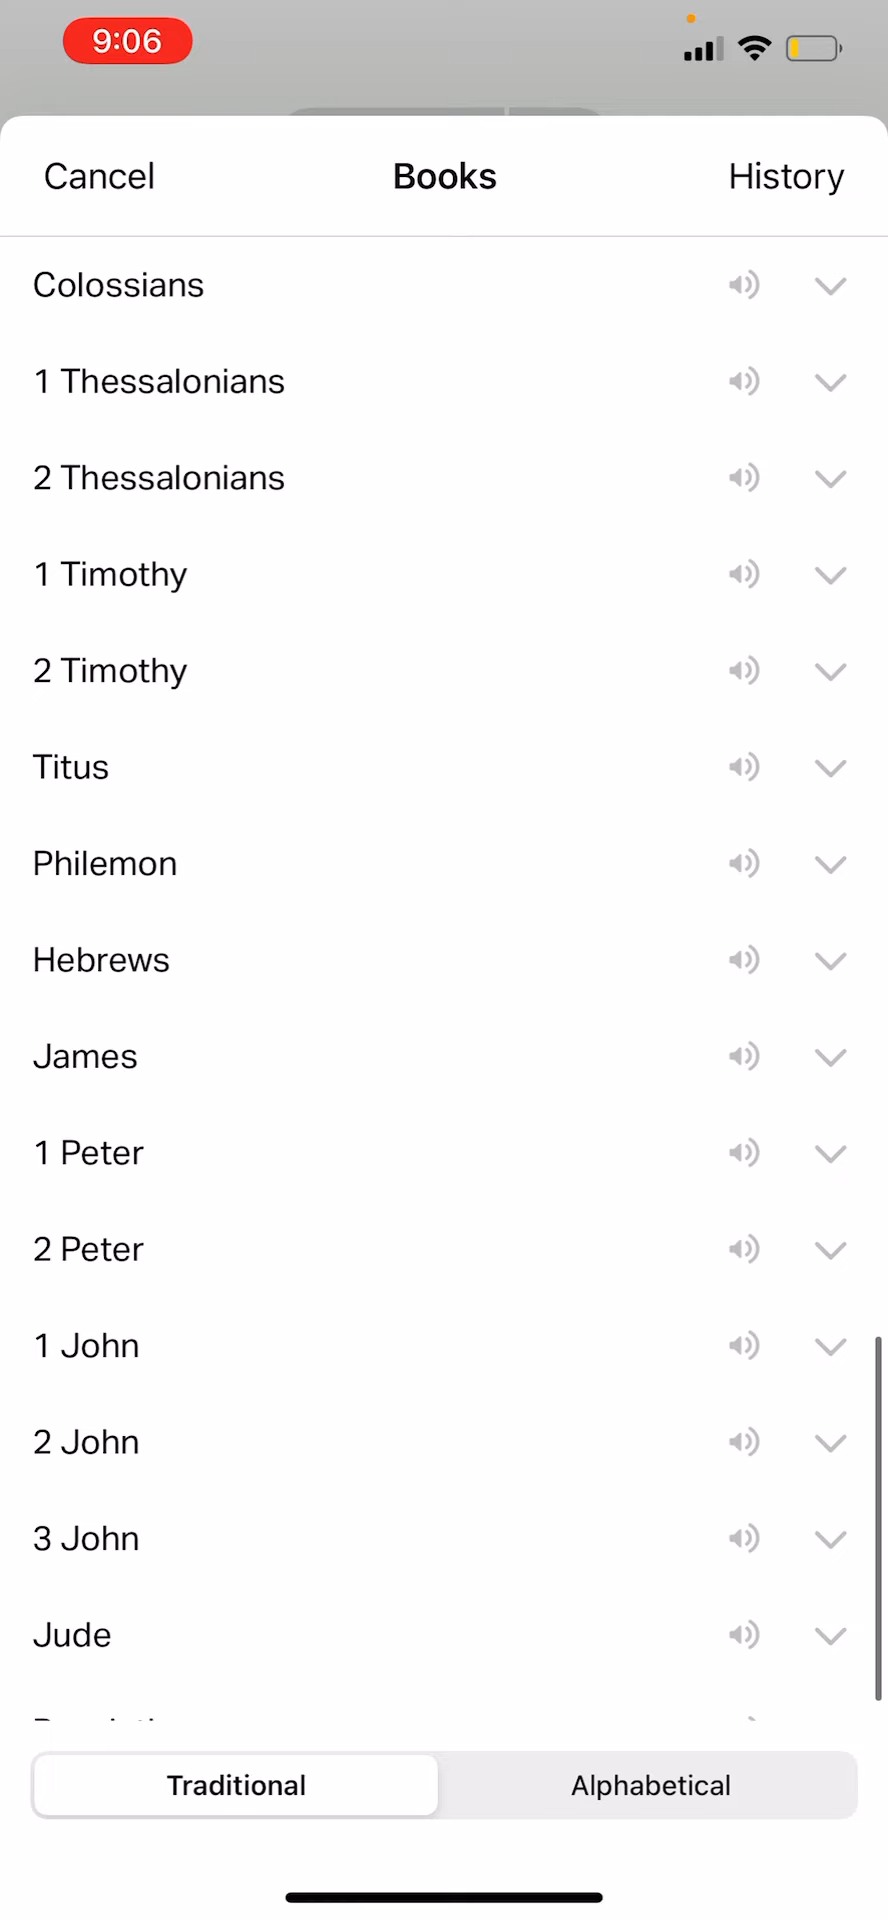 9:06
Cancel Books History
Colossians
1 Thessalonians
2 Thessalonians
1 Timothy
2 Timothy
Titus
Philemon
Hebrews
James
1 Peter
2 Peter
1 John
2 John
3 John
Jude
Traditional Alphabetical